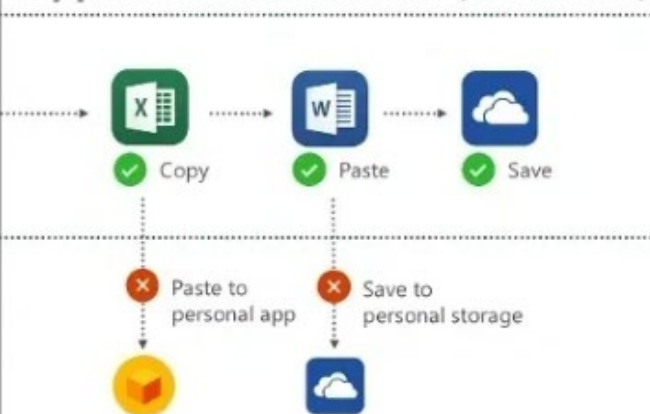 X
W
Copy
Paste
Save
Paste to
personal app
Save to
personal storage